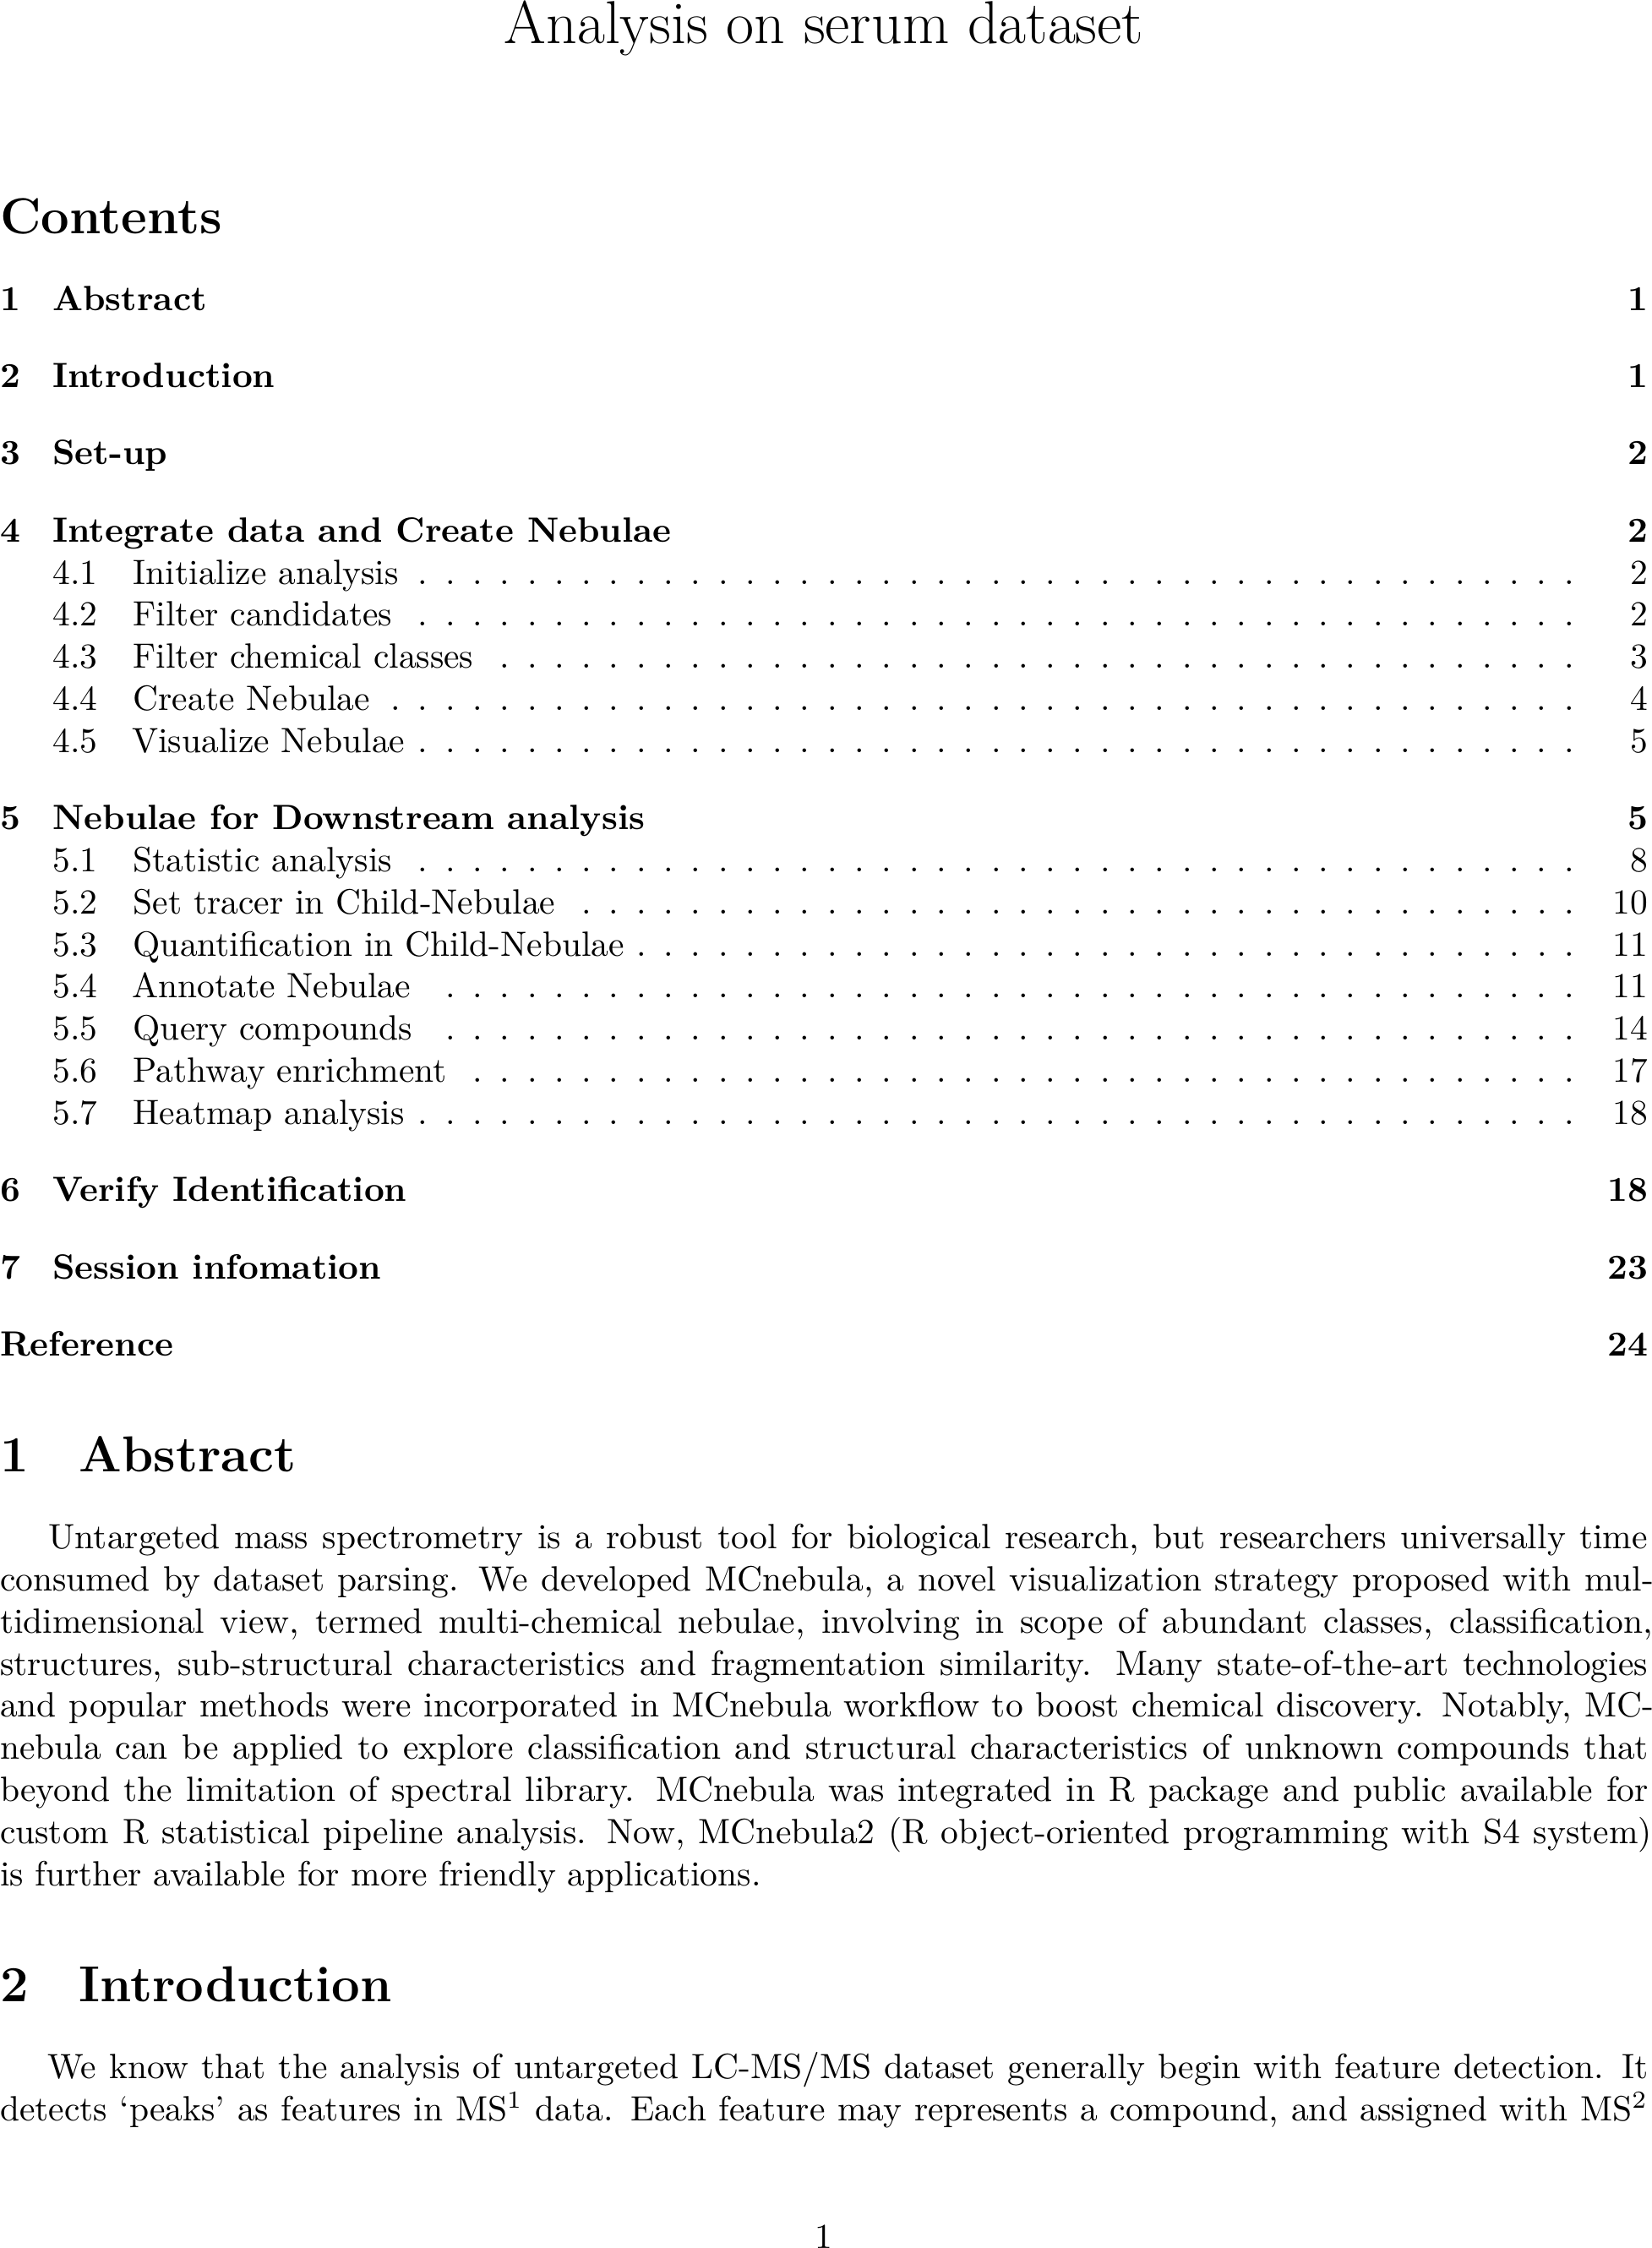 Analysis on serum dataset
Contents
1 Abstract 1
2 Introduction 1
3 Set-up 2
4 Integrate data and Create Nebulae 2
4.1 Initialize analysis . . . . . . . . . . . . . . . . . . . . . . . . . . . . . . . . . . . . . . . . . . . 2
4.2 Filter candidates . . . . . . . . . . . . . . . . . . . . . . . . . . . . . . . . . . . . . . . . . . . 2
4.3 Filter chemical classes . . . . . . . . . . . . . . . . . . . . . . . . . . . . . . . . . . . . . . . . 3
4.4 Create Nebulae . . . . . . . . . . . . . . . . . . . . . . . . . . . . . . . . . . . . . . . . . . . . 4
4.5 Visualize Nebulae . . . . . . . . . . . . . . . . . . . . . . . . . . . . . . . . . . . . . . . . . . . 5
5 Nebulae for Downstream analysis 5
5.1 Statistic analysis . . . . . . . . . . . . . . . . . . . . . . . . . . . . . . . . . . . . . . . . . . . 8
5.2 Set tracer in Child-Nebulae . . . . . . . . . . . . . . . . . . . . . . . . . . . . . . . . . . . . . 10
5.3 Quantification in Child-Nebulae . . . . . . . . . . . . . . . . . . . . . . . . . . . . . . . . . . . 11
5.4 Annotate Nebulae . . . . . . . . . . . . . . . . . . . . . . . . . . . . . . . . . . . . . . . . . . 11
5.5 Query compounds . . . . . . . . . . . . . . . . . . . . . . . . . . . . . . . . . . . . . . . . . . 14
5.6 Pathway enrichment . . . . . . . . . . . . . . . . . . . . . . . . . . . . . . . . . . . . . . . . . 17
5.7 Heatmap analysis . . . . . . . . . . . . . . . . . . . . . . . . . . . . . . . . . . . . . . . . . . . 18
6 Verify Identification 18
7 Session infomation 23
Reference 24
1 Abstract
Untargeted mass spectrometry is a robust tool for biological research, but researchers universally time
consumed by dataset parsing. We developed MCnebula, a novel visualization strategy proposed with mul-
tidimensional view, termed multi-chemical nebulae, involving in scope of abundant classes, classification,
structures, sub-structural characteristics and fragmentation similarity. Many state-of-the-art technologies
and popular methods were incorporated in MCnebula workflow to boost chemical discovery. Notably, MC-
nebula can be applied to explore classification and structural characteristics of unknown compounds that
beyond the limitation of spectral library. MCnebula was integrated in R package and public available for
custom R statistical pipeline analysis. Now, MCnebula2 (R object-oriented programming with S4 system)
is further available for more friendly applications.
2 Introduction
We know that the analysis of untargeted LC-MS/MS dataset generally begin with feature detection. It
detects ‘peaks’ as features in MS¹ data. Each feature may represents a compound, and assigned with MS²
1